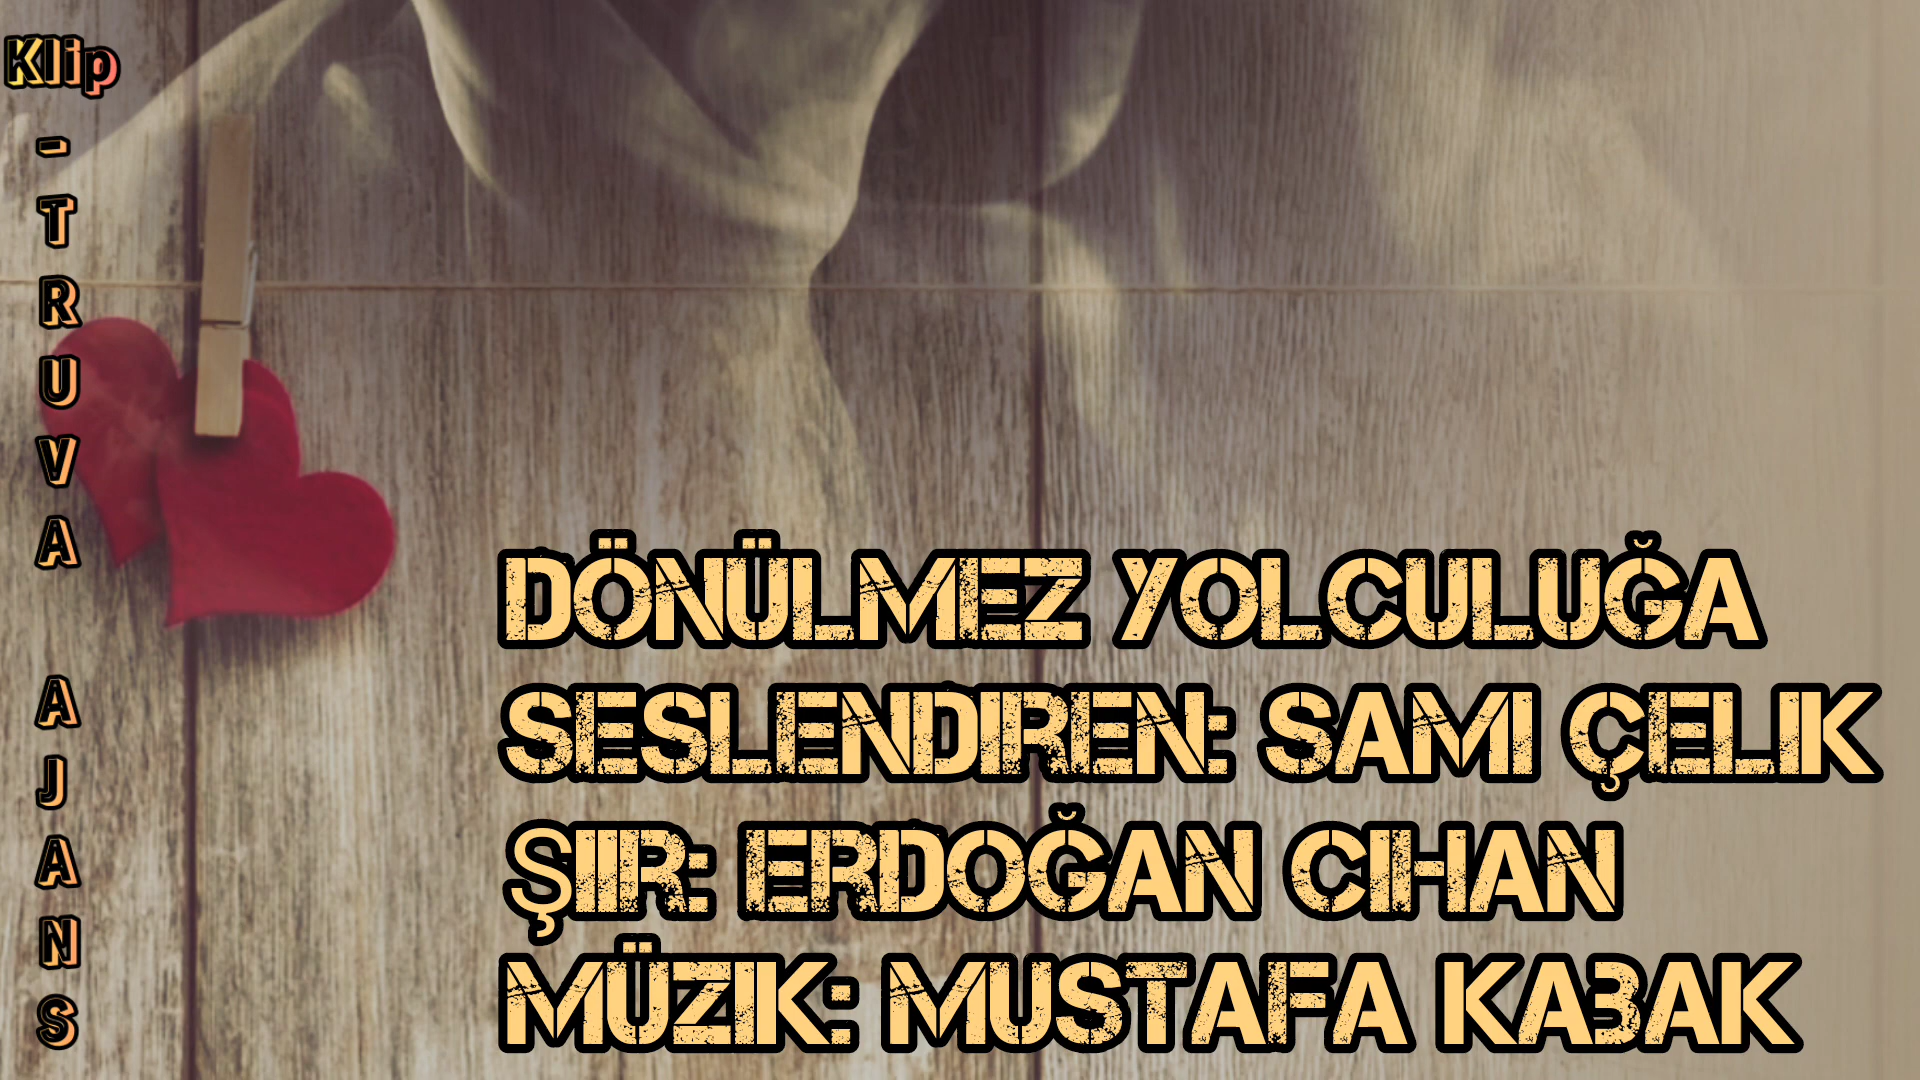 Klip
-
TRUVA
AJANS
DÖNÜLMEZ YOLCULUĞA
SESLENDIREN: SAMI ÇELIK
ŞIIR: ERDOĞAN CIHAN
MÜZIK: MUSTAFA KABAK